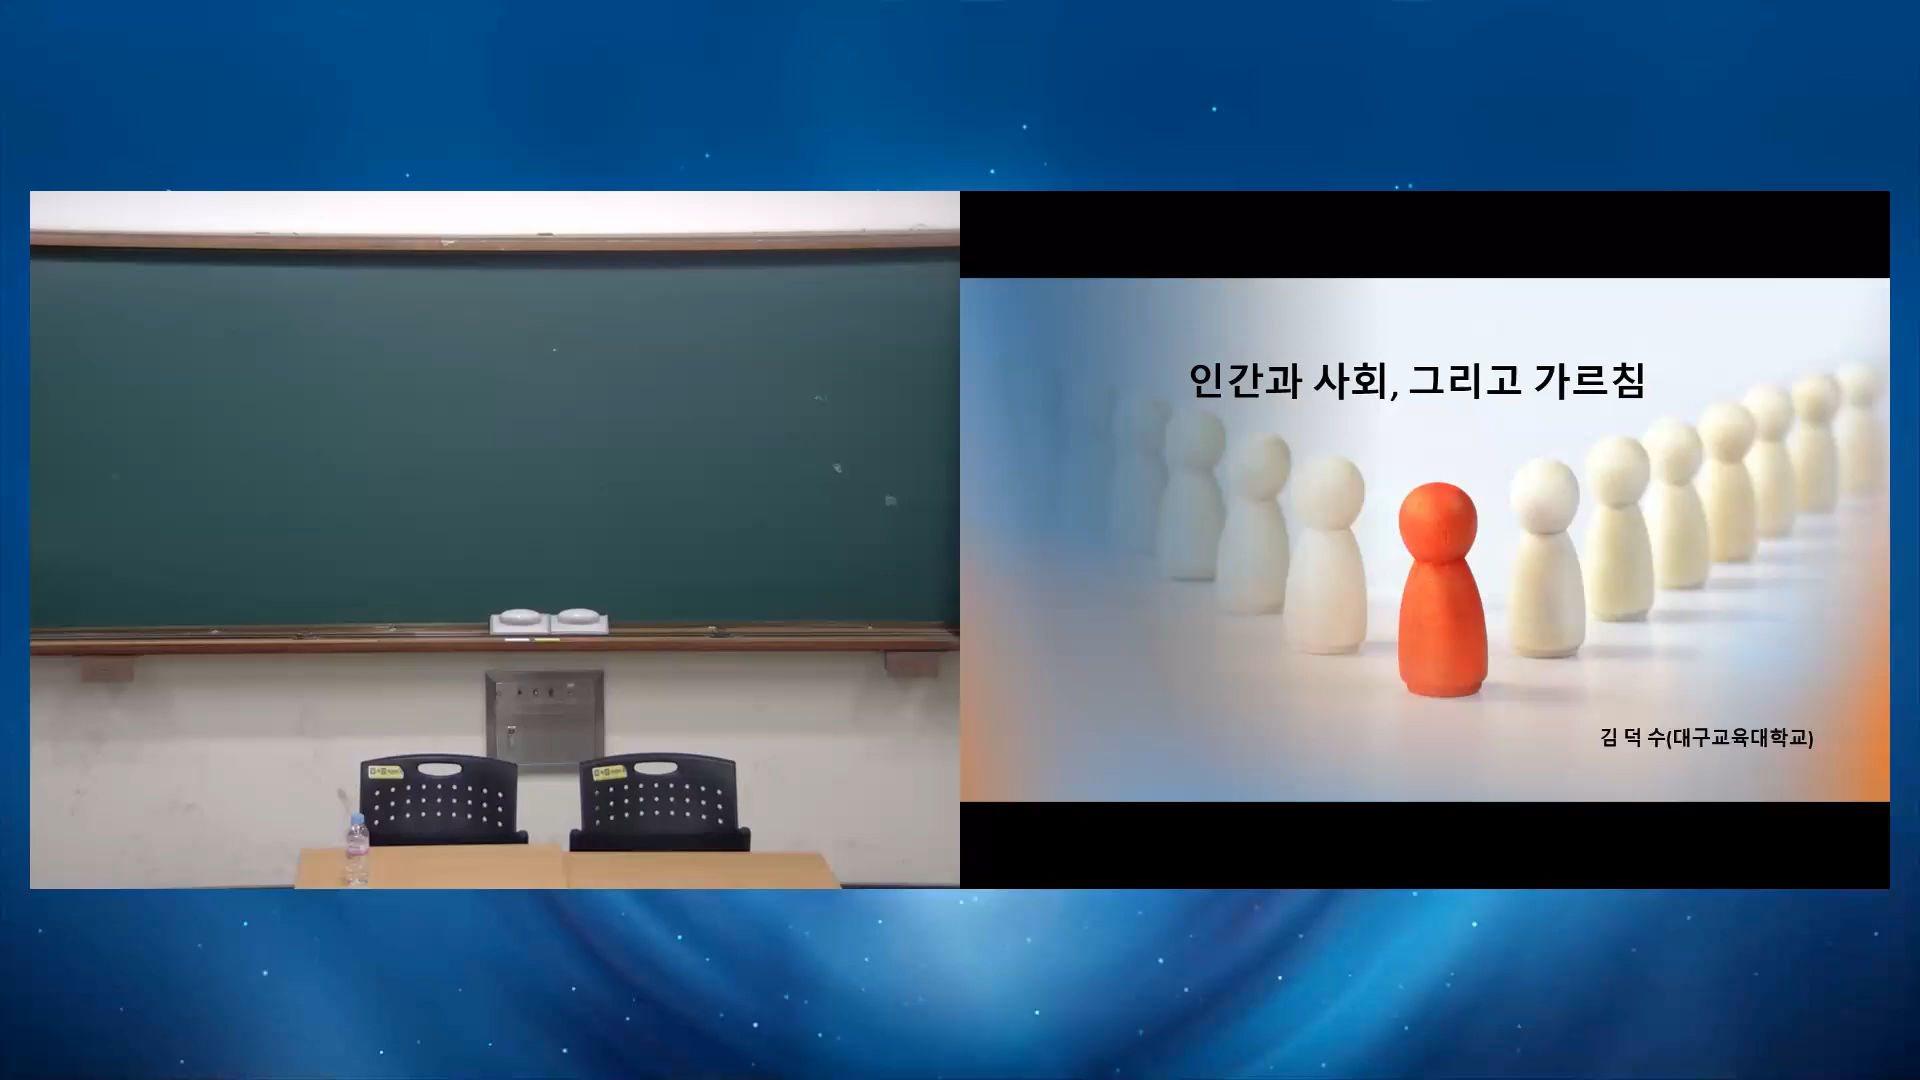 인간과 사회, 그리고 가르침
김 덕 수(대구교육대학교)